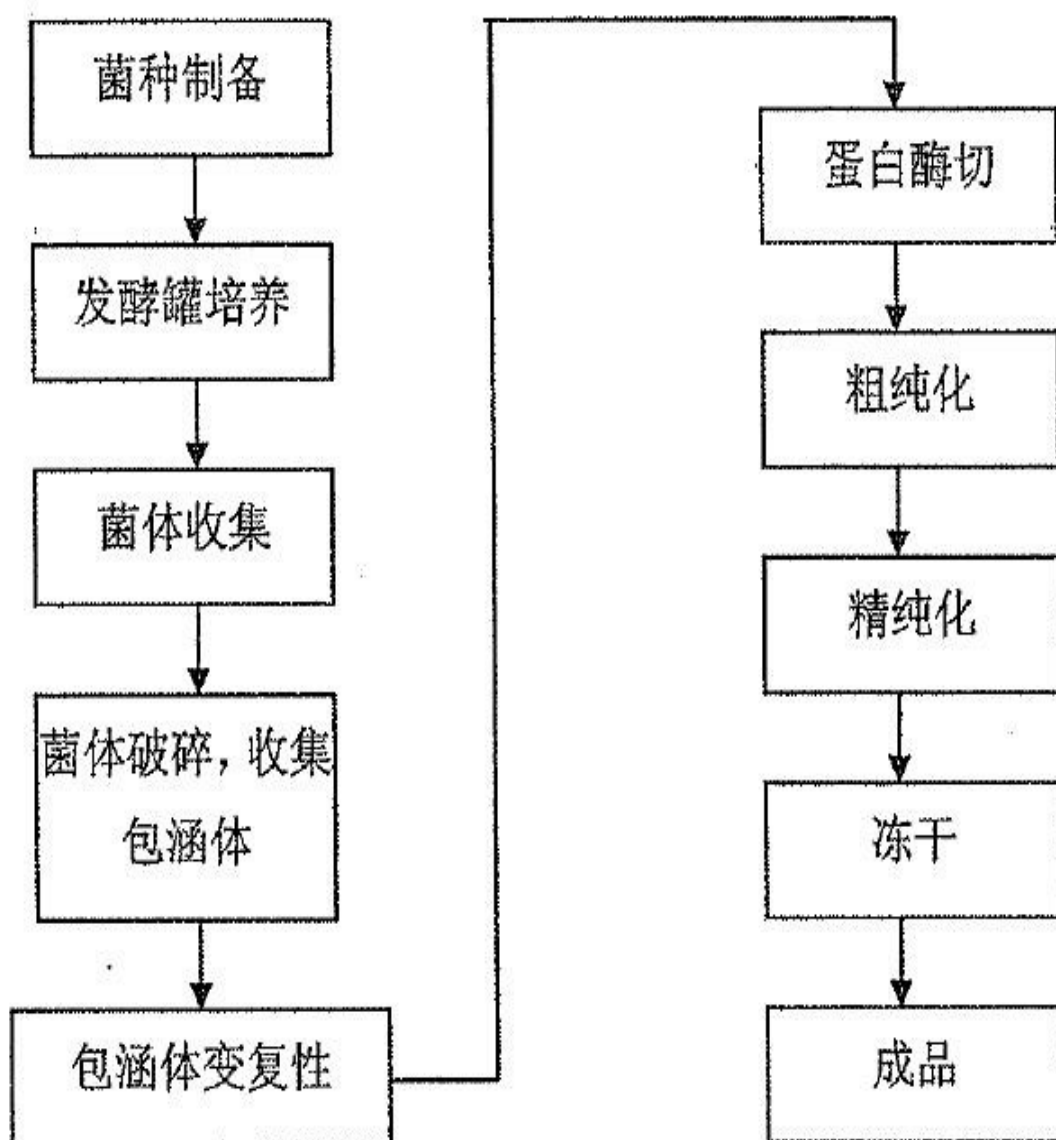 菌种制备
发酵罐培养
菌体收集
菌体破碎，收集
包涵体
包涵体变复性
蛋白酶切
粗纯化
精纯化
冻干
成品